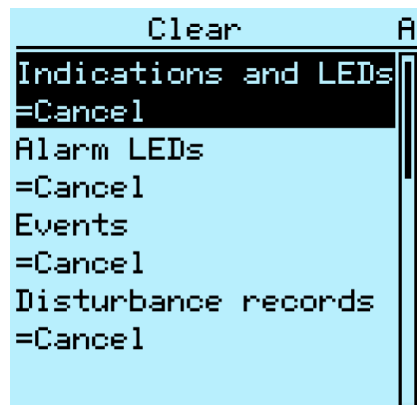 Clear A
Indications and LEDs
=Cancel
Alarm LEDs
=Cancel
Events
=Cancel
Disturbance records
=Cancel